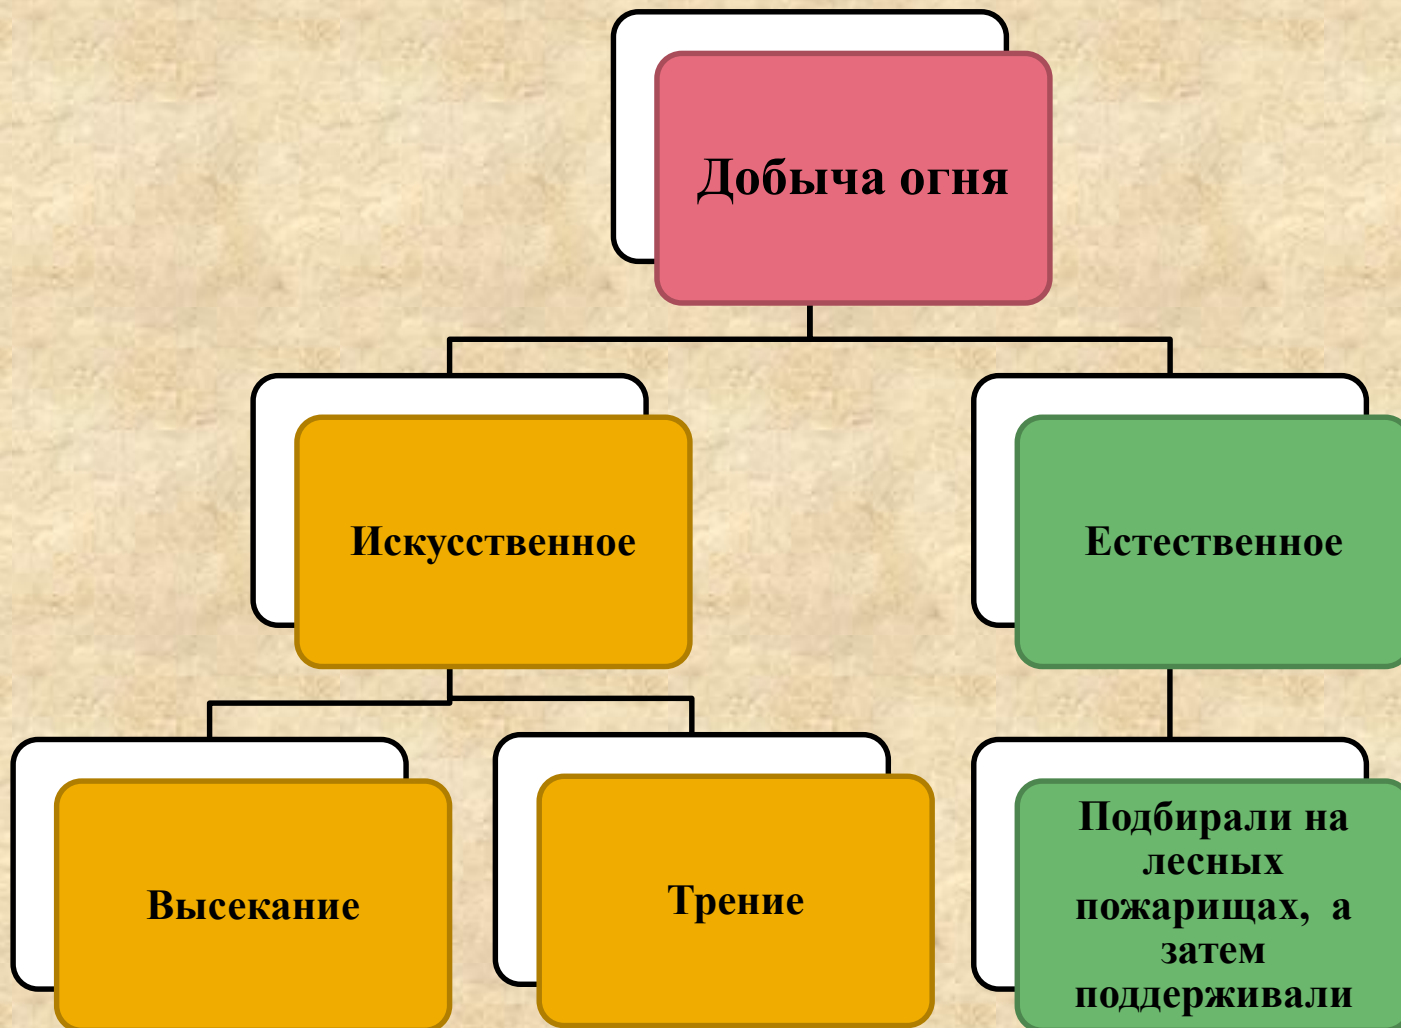 Добыча огня
Искусственное
Естественное
Высекание
Трение
Подбирали на
лесных
пожарищах, а
затем
поддерживали